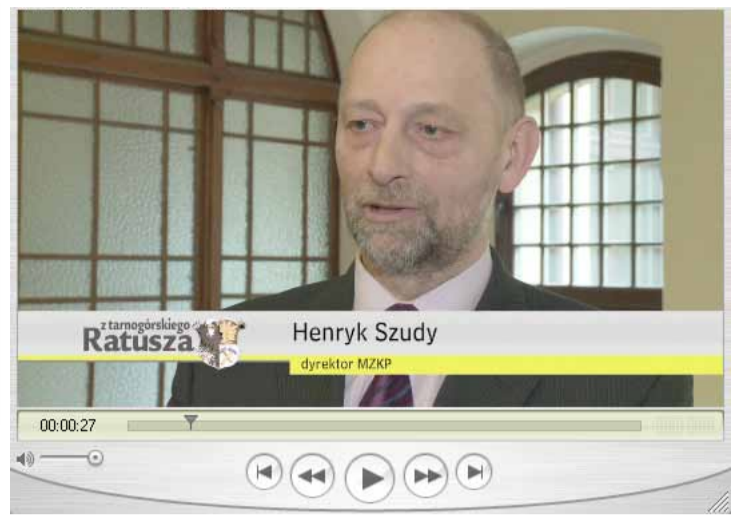 z tarnogórskiego
Ratusza
Henryk Szudy
dyrektor MZKP
00:00:27